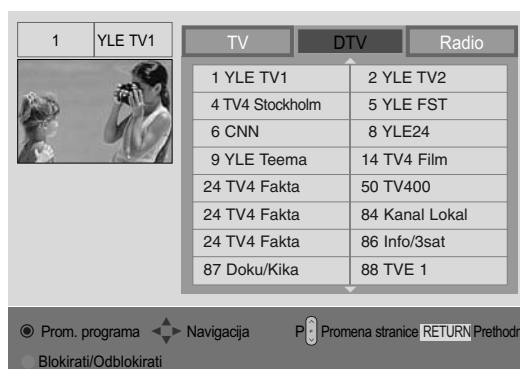 1 YLE TV1
TV DTV Radio
1 YLE TV1 2 YLE TV2
4 TV4 Stockholm 5 YLE FST
6 CNN 8 YLE24
9 YLE Teema 14 TV4 Film
24 TV4 Fakta 50 TV400
24 TV4 Fakta 84 Kanal Lokal
24 TV4 Fakta 86 Info/3sat
87 Doku/Kika 88 TVE 1
Prom. programa Navigacija P Promena stranice RETURN Prethodn
Blokirati/Odblokirati